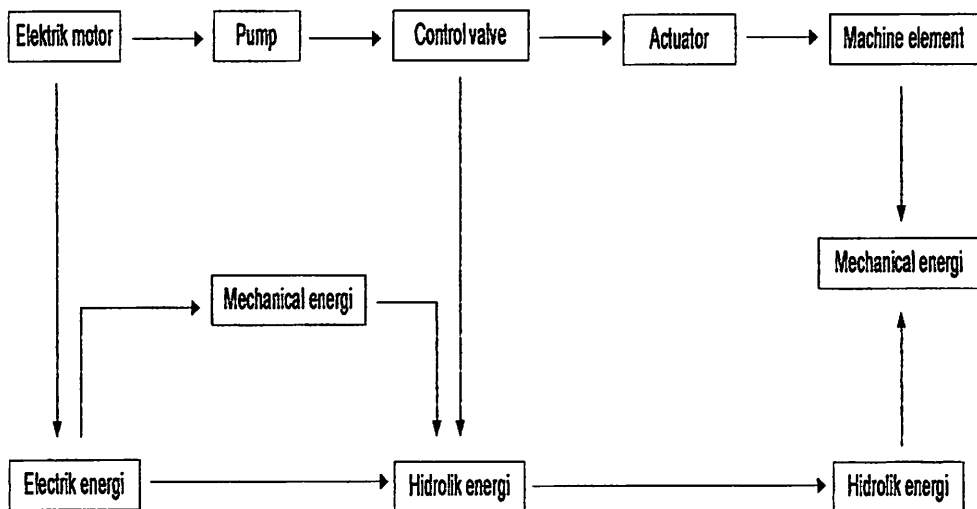 Elektrik motor
Pump
Control valve
Actuator
Machine element
Mechanical energi
Mechanical energi
Electrik energi
Hidrolik energi
Hidrolik energi